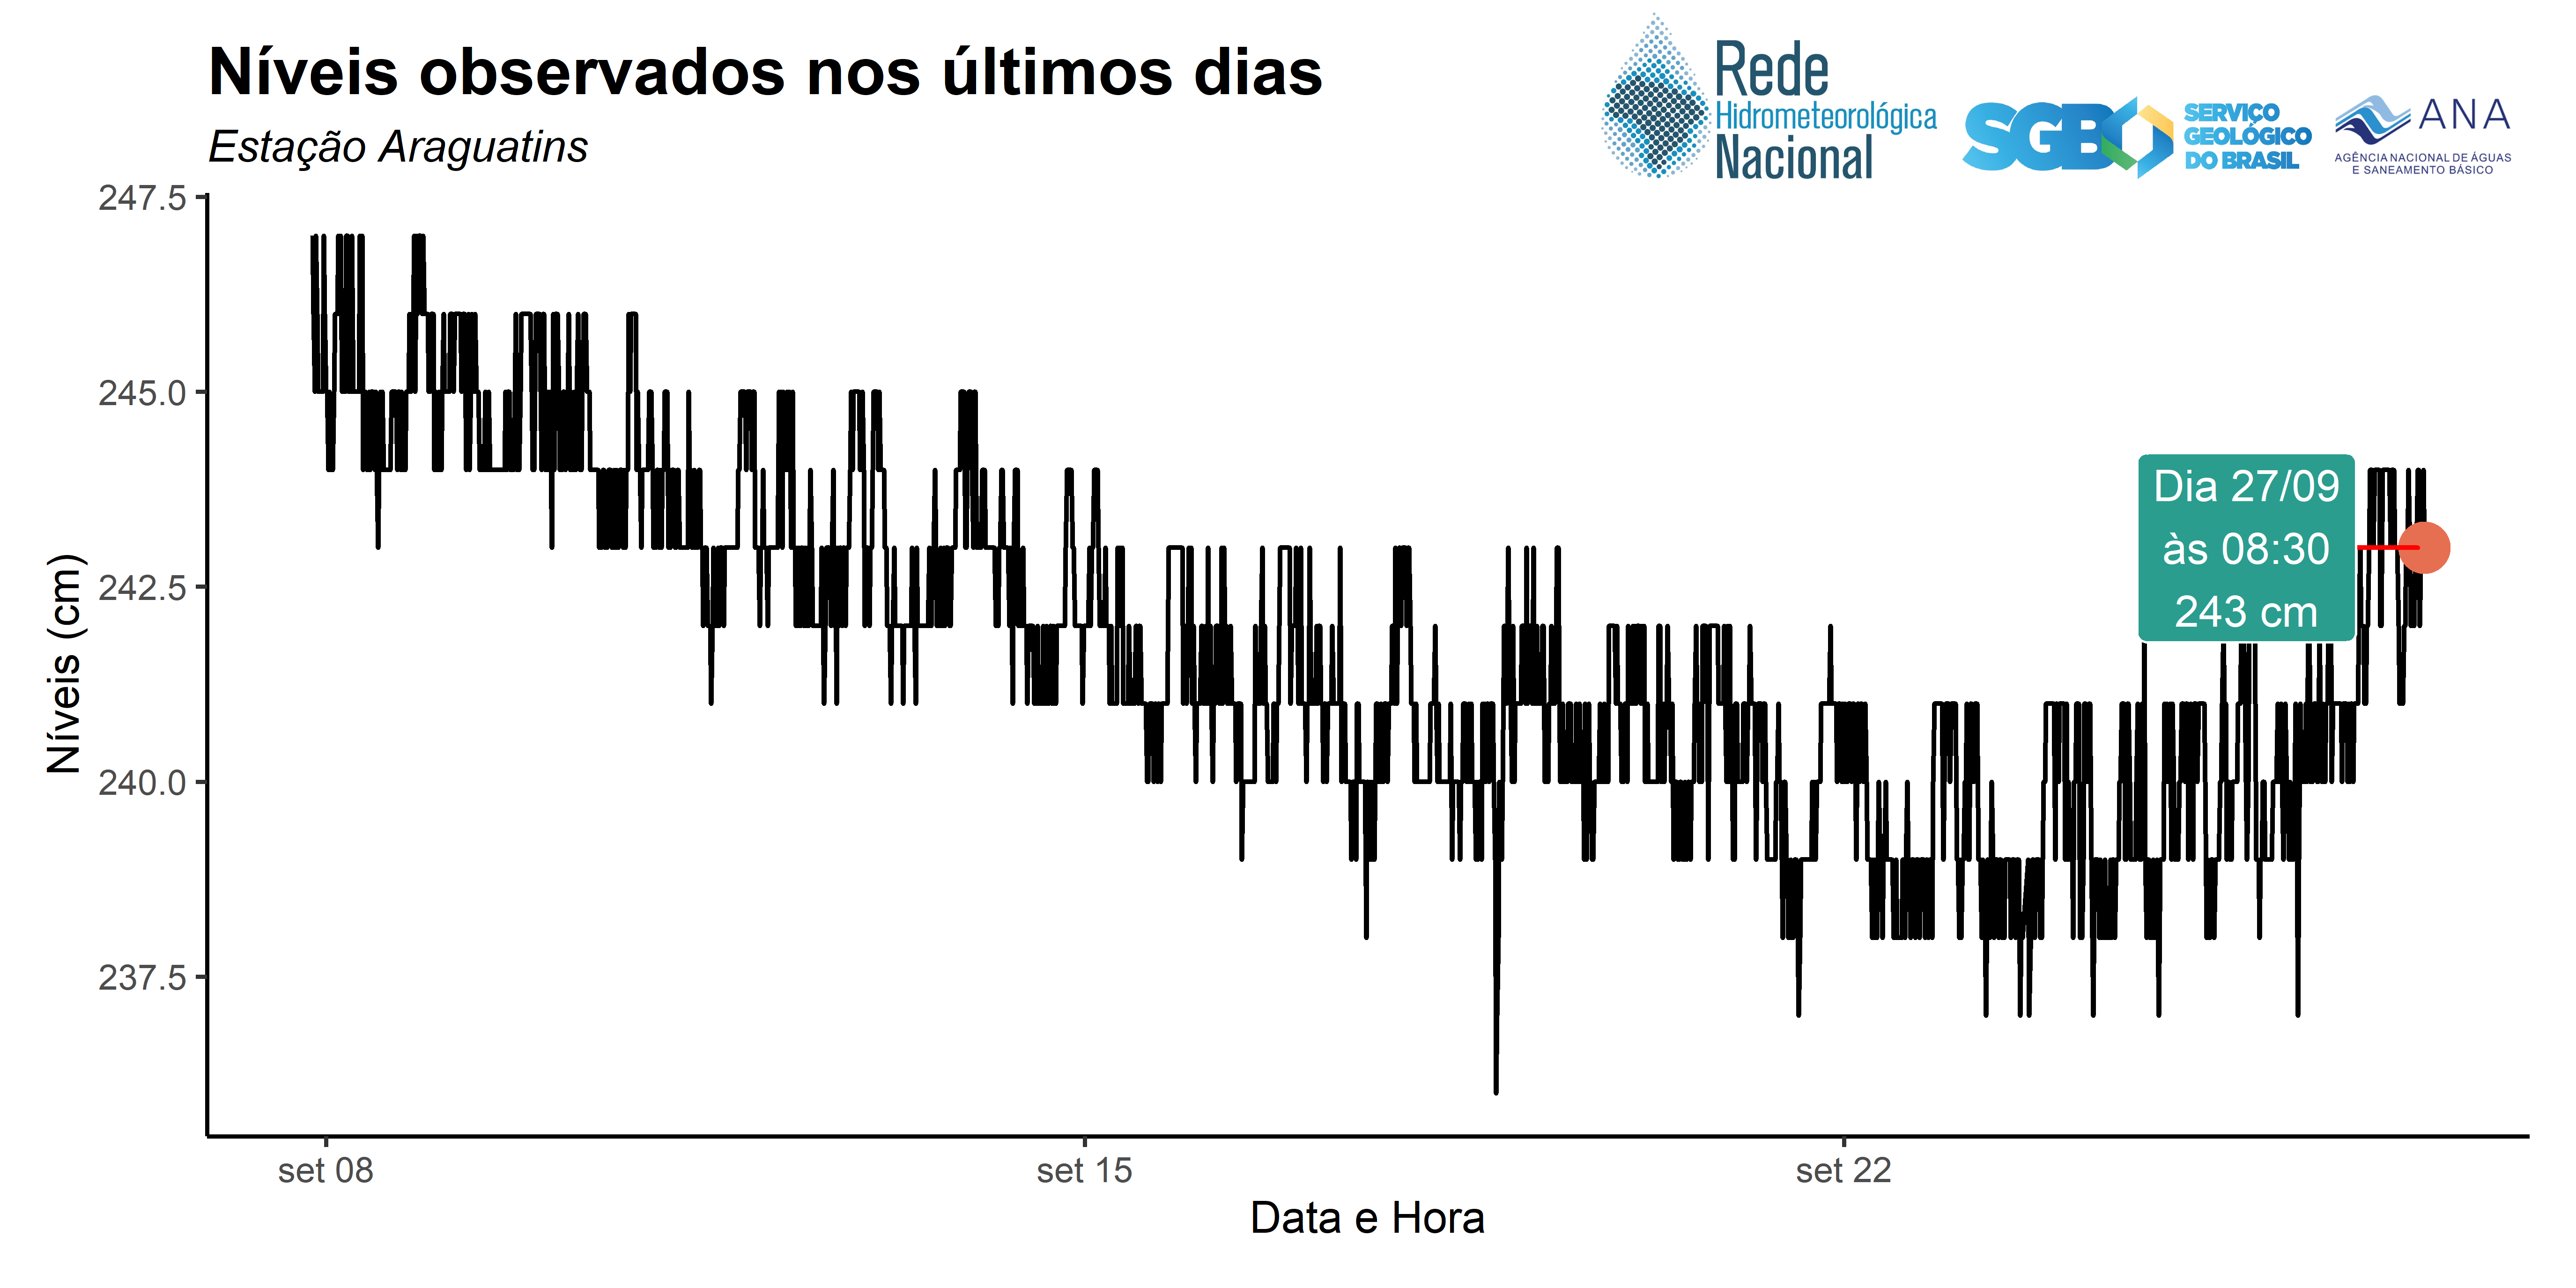 Níveis observados nos últimos dias
Estação Araguatins
Rede
Hidrometeorológica
Nacional
SGB
SERVIÇO
GEOLÓGICO
DO BRASIL
ANA
AGÊNCIA NACIONAL DE ÁGUAS
E SANEAMENTO BÁSICO
Níveis (cm)
247.5
245.0
242.5
240.0
237.5
Dia 27/09
às 08:30
243 cm
set 08
set 15
set 22
Data e Hora